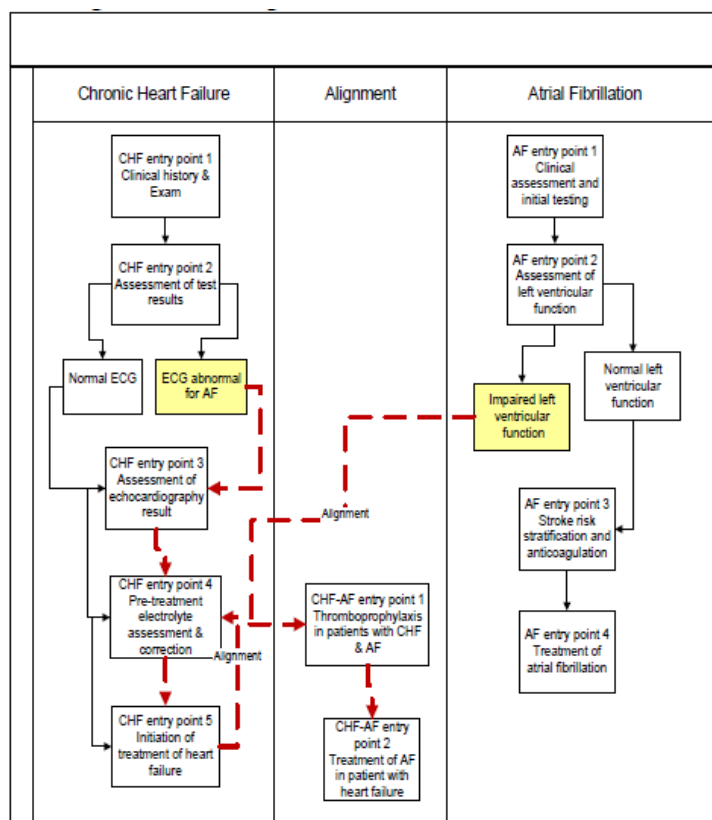 Chronic Heart Failure
Alignment
Atrial Fibrillation
CHF entry point 1
Clinical history &
Exam
AF entry point 1
Clinical
assessment and
initial testing
CHF entry point 2
Assessment of test
results
AF entry point 2
Assessment of
left ventricular
function
Normal ECG
ECG abnormal
for AF
Impaired left
ventricular
function
Normal left
ventricular
function
CHF entry point 3
Assessment of
echocardiography
result
Alignment
AF entry point 3
Stroke risk
stratification and
anticoagulation
CHF entry point 4
Pre-treatment
electrolyte
assessment &
correction
Alignment
CHF-AF entry point 1
Thromboprophylaxis
in patients with CHF
& AF
AF entry point 4
Treatment of
atrial fibrillation
CHF entry point 5
Initiation of
treatment of heart
failure
CHF-AF entry
point 2
Treatment of AF
in patient with
heart failure